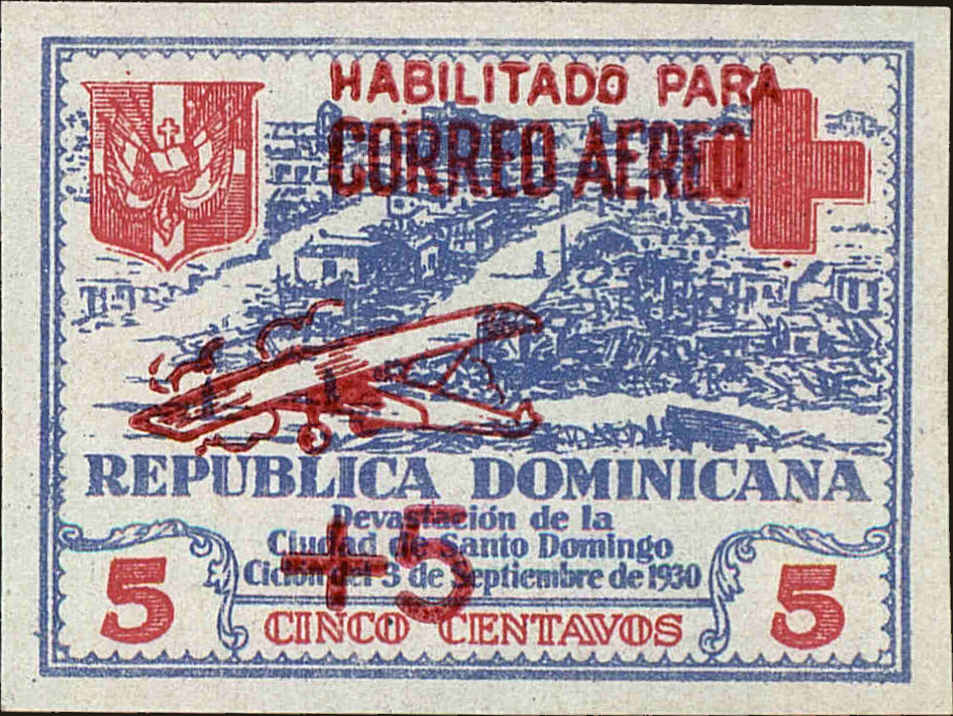 HABILITADO PARA
CORREO AEREO
REPUBLICA DOMINICANA
Devastación de la
Ciudad de Santo Domingo
Ciclón del 3 de Septiembre de 1930
+5
5 CINCO CENTAVOS 5